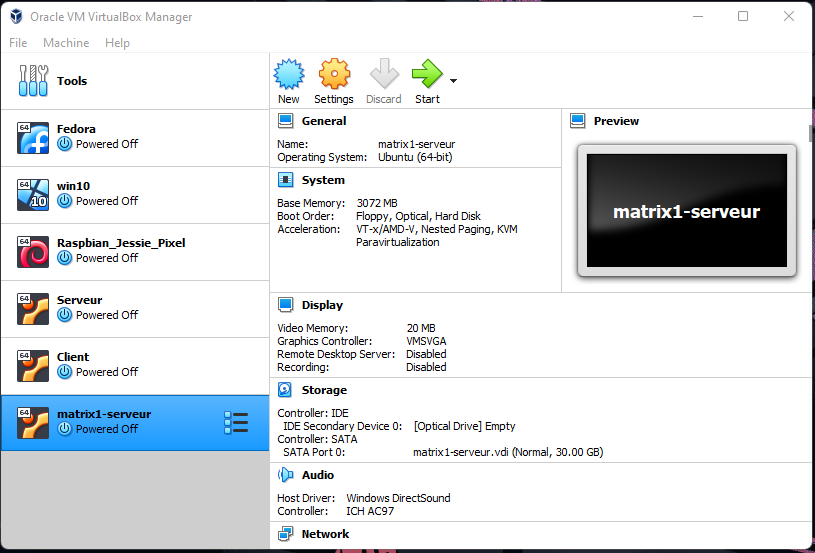 Oracle VM VirtualBox Manager
File Machine Help
Tools
64
Fedora
Powered Off
64
10
win10
Powered Off
64
Raspbian_Jessie_Pixel
Powered Off
64
Serveur
Powered Off
64
Client
Powered Off
64
matrix1-serveur
Powered Off
New Settings Discard Start
General
Name: matrix1-serveur
Operating System: Ubuntu (64-bit)
System
Base Memory: 3072 MB
Boot Order: Floppy, Optical, Hard Disk
Acceleration: VT-x/AMD-V, Nested Paging, KVM
Paravirtualization
Preview
matrix1-serveur
Display
Video Memory: 20 MB
Graphics Controller: VMSVGA
Remote Desktop Server: Disabled
Recording: Disabled
Storage
Controller: IDE
IDE Secondary Device 0: [Optical Drive] Empty
Controller: SATA
SATA Port 0: matrix1-serveur.vdi (Normal, 30.00 GB)
Audio
Host Driver: Windows DirectSound
Controller: ICH AC97
Network